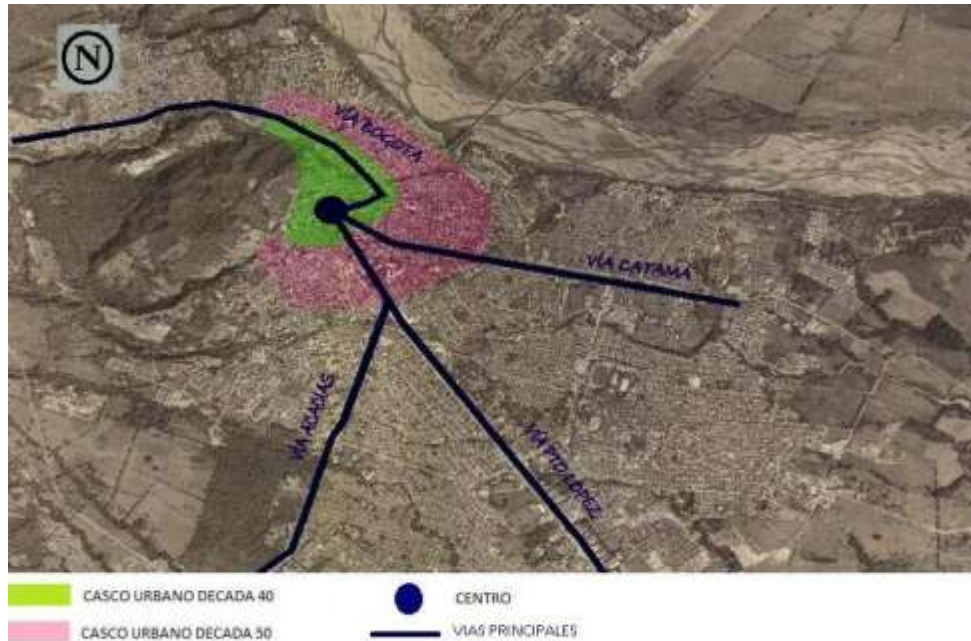 N
VIA BOGOTA
VIA CATAMA
VIA ACACIAS
VIA PTO LOPEZ
CASCO URBANO DECADA 40
CENTRO
CASCO URBANO DECADA 50
VIAS PRINCIPALES